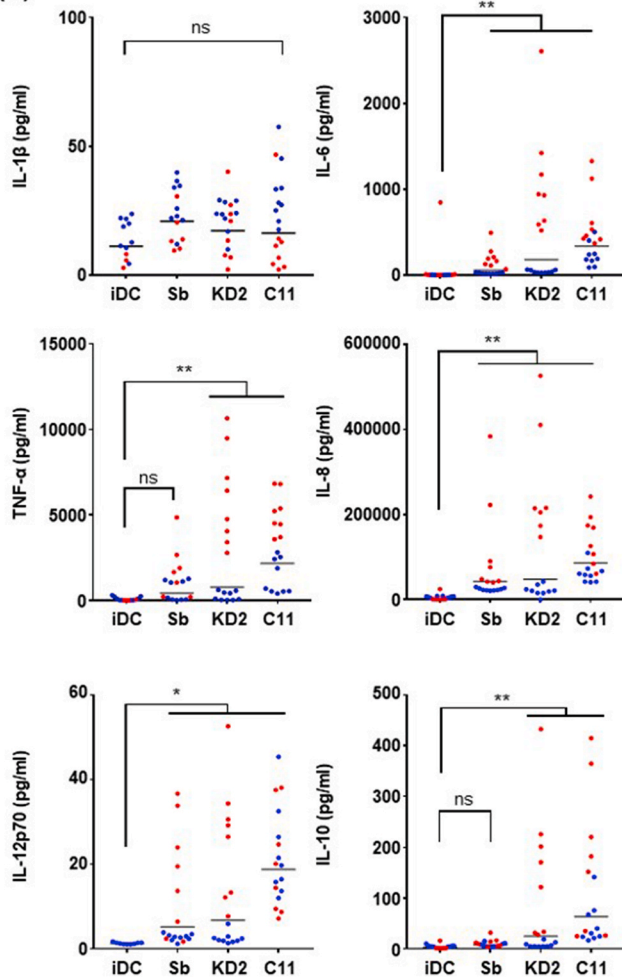 IL-1β (pg/ml)
100
50
0
ns
iDC Sb KD2 C11
IL-6 (pg/ml)
3000
2000
1000
0
**
iDC Sb KD2 C11
TNF-α (pg/ml)
15000
10000
5000
0
**
ns
iDC Sb KD2 C11
IL-8 (pg/ml)
600000
400000
200000
0
**
iDC Sb KD2 C11
IL-12p70 (pg/ml)
60
40
20
0
*
iDC Sb KD2 C11
IL-10 (pg/ml)
500
400
300
200
100
0
**
ns
iDC Sb KD2 C11